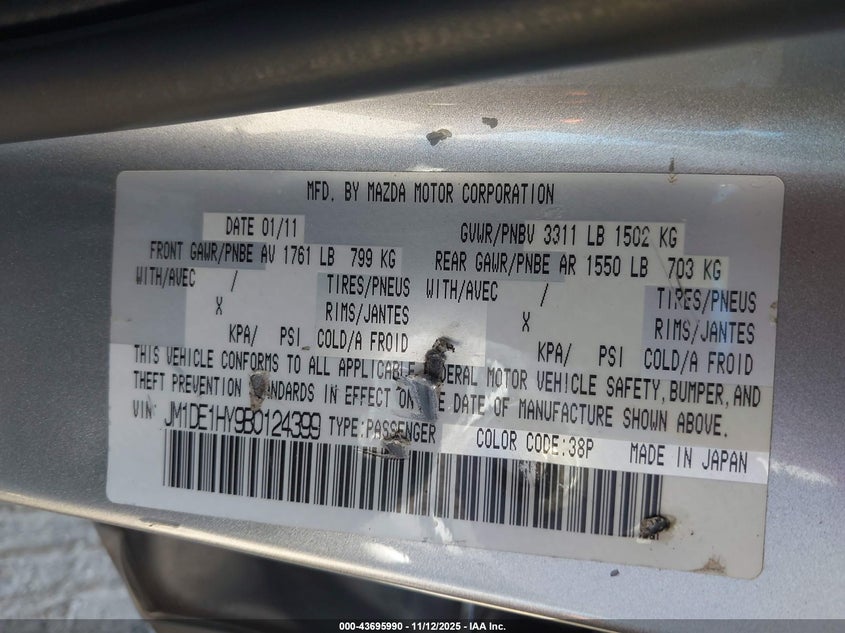 MFD. BY MAZDA MOTOR CORPORATION
DATE 01/11 GVWR/PNBV 3311 LB 1502 KG
FRONT GAWR/PNBE AV 1761 LB 799 KG REAR GAWR/PNBE AR 1550 LB 703 KG
WITH/AVEC / TIRES/PNEUS WITH/AVEC / TIRES/PNEUS
X RIMS/JANTES X RIMS/JANTES
KPA/ PSI COLD/A FROID KPA/ PSI COLD/A FROID
THIS VEHICLE CONFORMS TO ALL APPLICABLE EDERAL MOTOR VEHICLE SAFETY, BUMPER, AND
THEFT PREVENTION ANDARDS IN EFFECT ON E DATE OF MANUFACTURE SHOWN ABOVE.
VIN: JM1DE1HY9B0124399 TYPE:PASSENGER COLOR CODE:38P MADE IN JAPAN
000-43695990 - 11/12/2025 - IAA Inc.